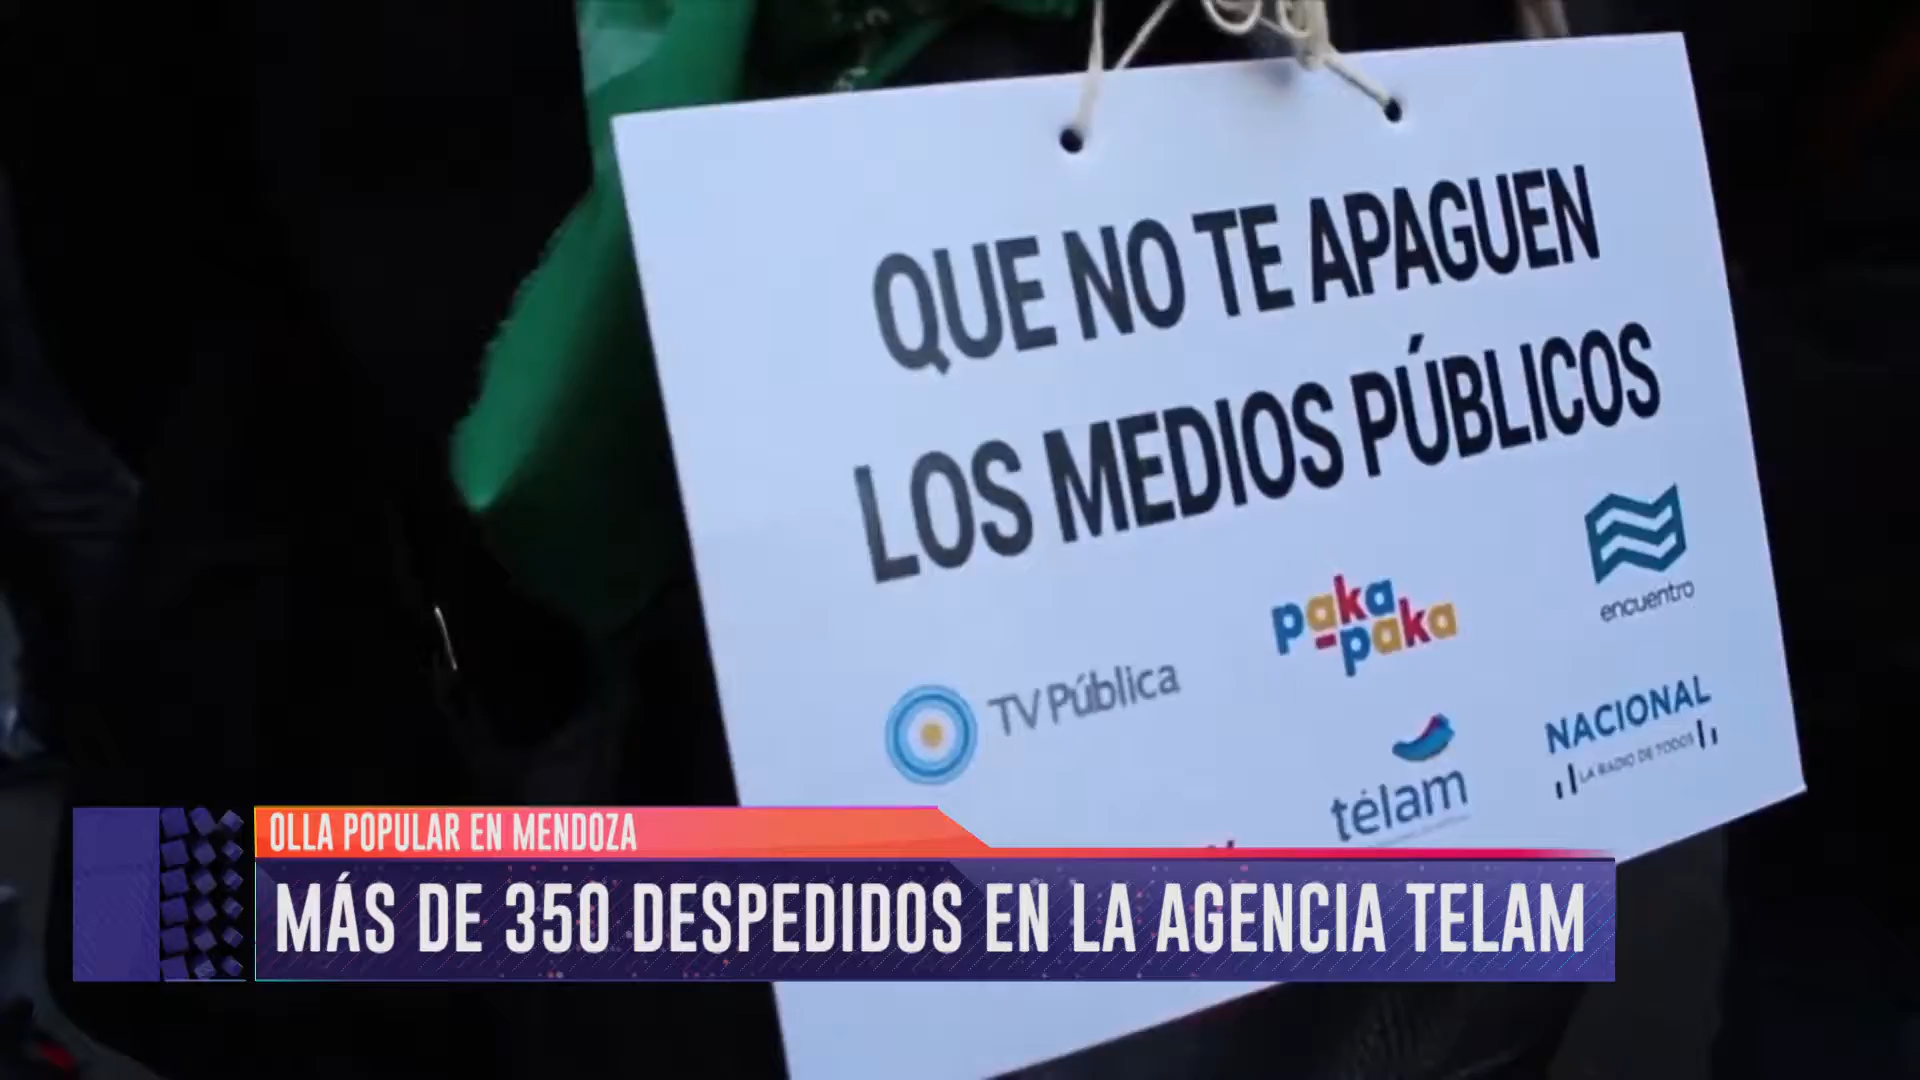 QUE NO TE APAGUEN
LOS MEDIOS PÚBLICOS
encuentro
paka
-paka
TV Pública
NACIONAL
LA RADIO DE TODOS
télam
OLLA POPULAR EN MENDOZA
MÁS DE 350 DESPEDIDOS EN LA AGENCIA TELAM